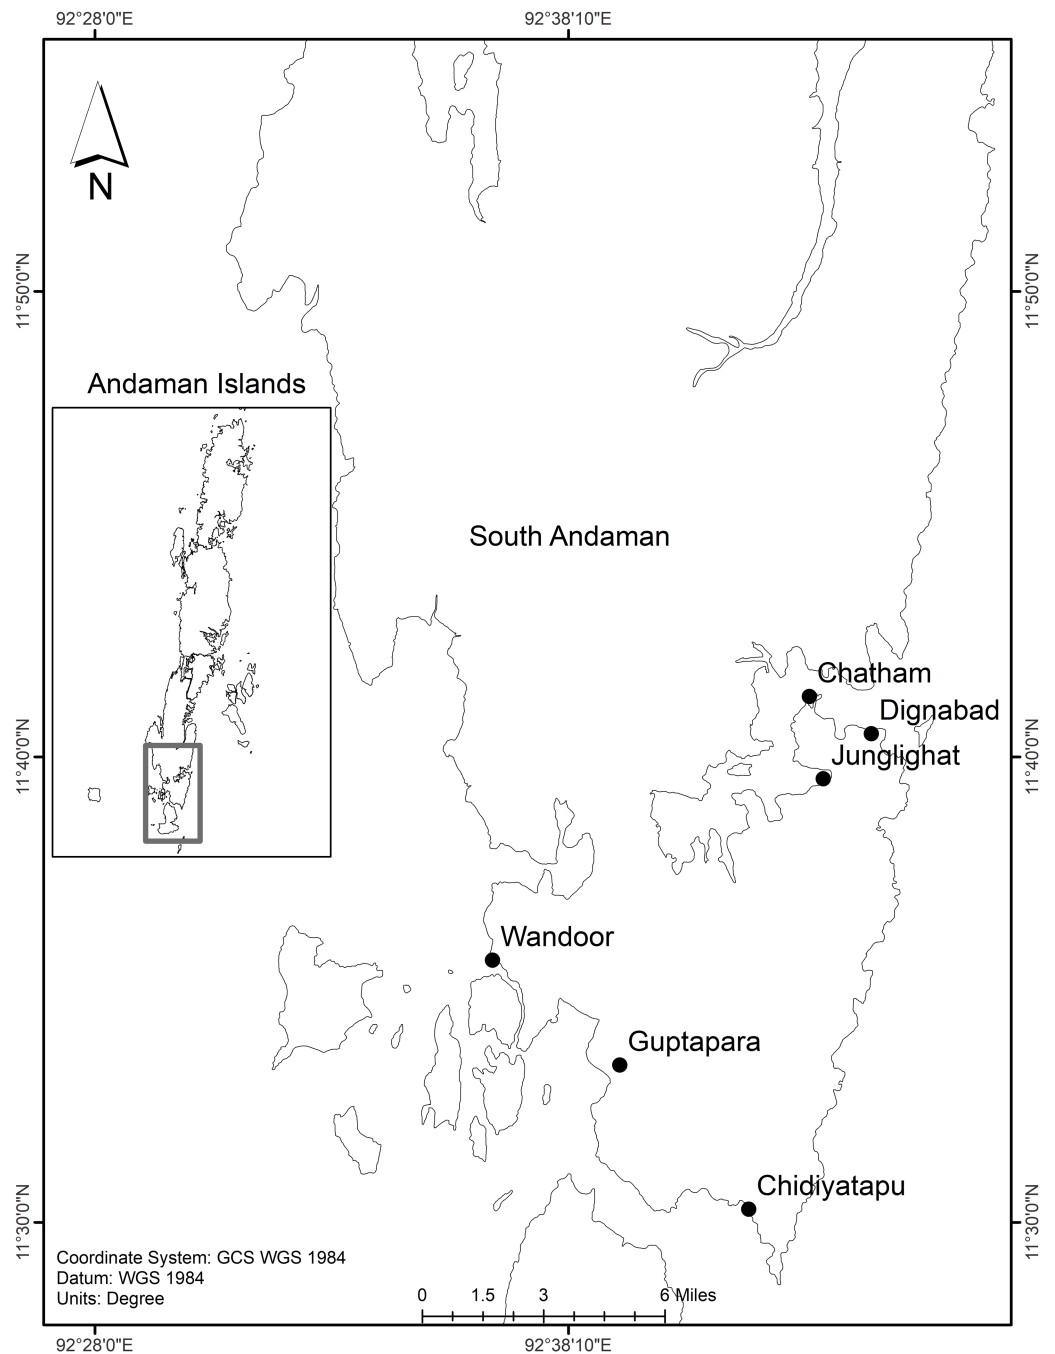 92°28'0"E
92°38'10"E
N
11°50'0"N
11°50'0"N
Andaman Islands
South Andaman
Chatham
Dignabad
Junglighat
11°40'0"N
11°40'0"N
Wandoor
Guptapara
Chidiyatapu
11°30'0"N
11°30'0"N
Coordinate System: GCS WGS 1984
Datum: WGS 1984
Units: Degree
0 1.5 3 6 Miles
92°28'0"E
92°38'10"E